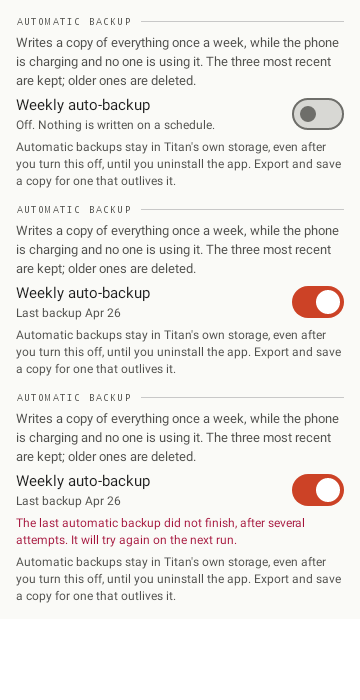 AUTOMATIC BACKUP
Writes a copy of everything once a week, while the phone
is charging and no one is using it. The three most recent
are kept; older ones are deleted.
Weekly auto-backup
Off. Nothing is written on a schedule.
Automatic backups stay in Titan's own storage, even after
you turn this off, until you uninstall the app. Export and save
a copy for one that outlives it.
AUTOMATIC BACKUP
Writes a copy of everything once a week, while the phone
is charging and no one is using it. The three most recent
are kept; older ones are deleted.
Weekly auto-backup
Last backup Apr 26
Automatic backups stay in Titan's own storage, even after
you turn this off, until you uninstall the app. Export and save
a copy for one that outlives it.
AUTOMATIC BACKUP
Writes a copy of everything once a week, while the phone
is charging and no one is using it. The three most recent
are kept; older ones are deleted.
Weekly auto-backup
Last backup Apr 26
The last automatic backup did not finish, after several
attempts. It will try again on the next run.
Automatic backups stay in Titan's own storage, even after
you turn this off, until you uninstall the app. Export and save
a copy for one that outlives it.